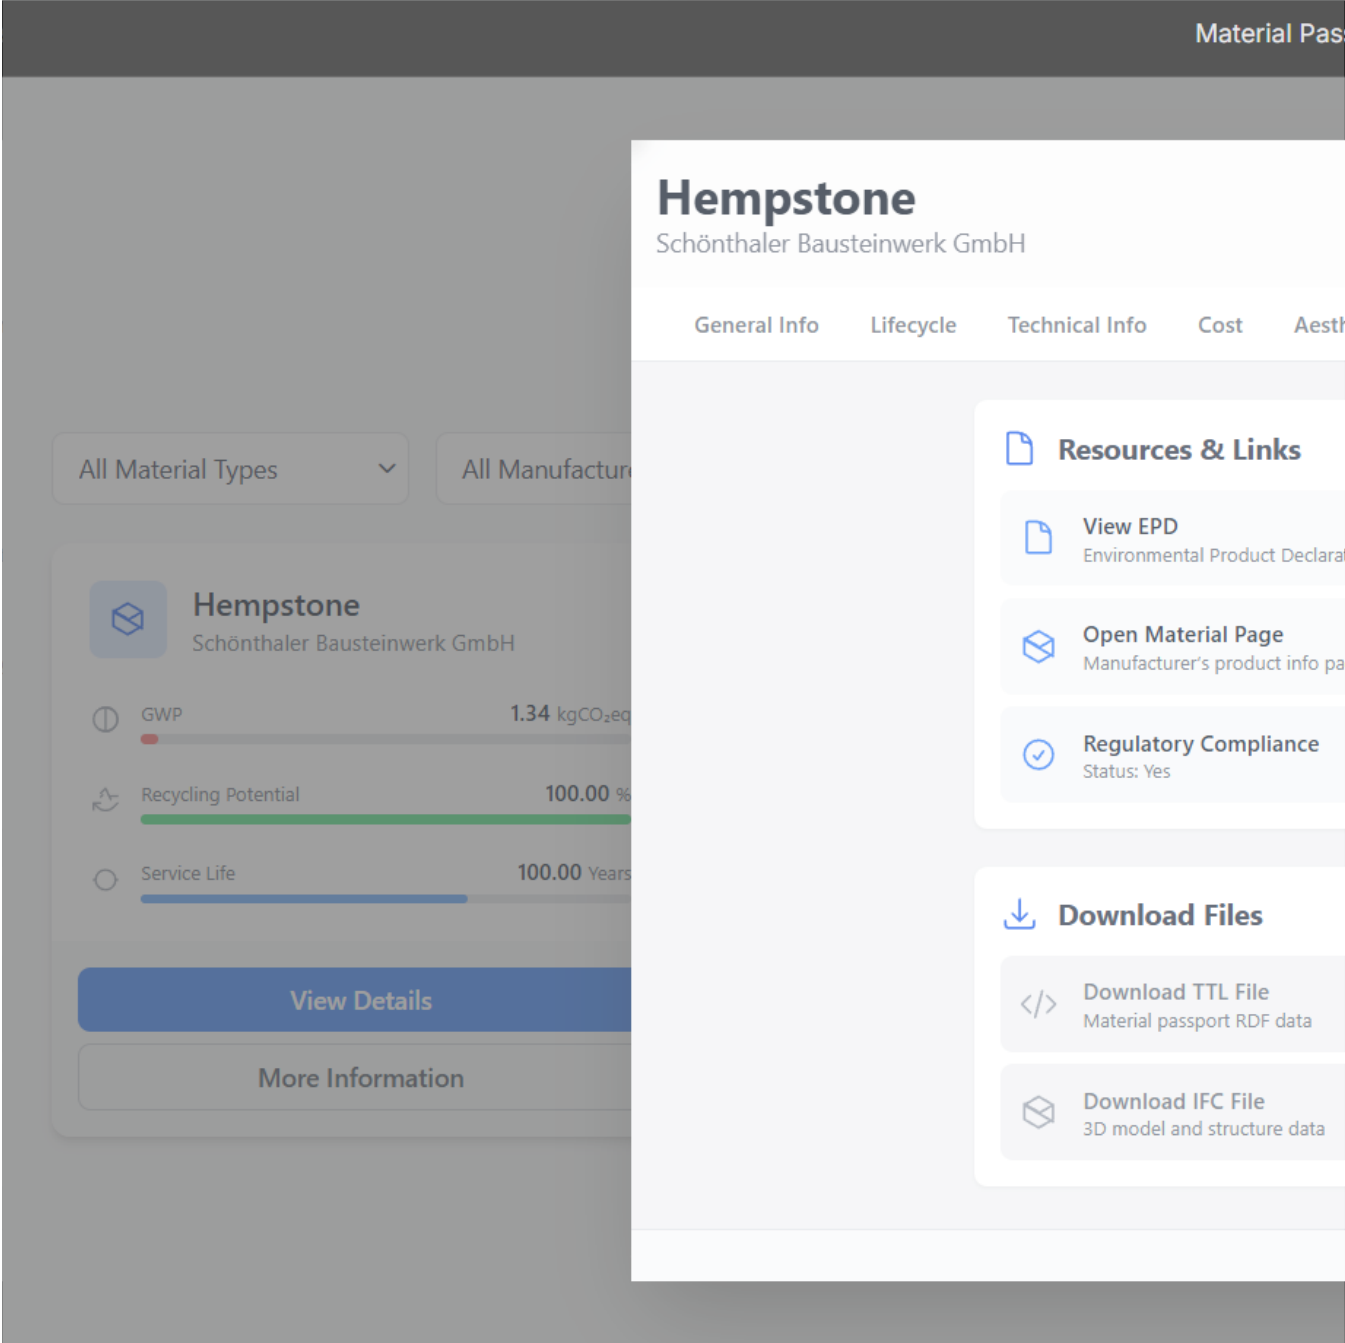 Material Pas
Hempstone
Schönthaler Bausteinwerk GmbH
General Info Lifecycle Technical Info Cost Aesth
Resources & Links
View EPD
Environmental Product Declarat
Open Material Page
Manufacturer's product info pa
Regulatory Compliance
Status: Yes
Download Files
Download TTL File
Material passport RDF data
Download IFC File
3D model and structure data
All Material Types
All Manufacture
Hempstone
Schönthaler Bausteinwerk GmbH
GWP 1.34 kgCO₂eq
Recycling Potential 100.00 %
Service Life 100.00 Years
View Details
More Information